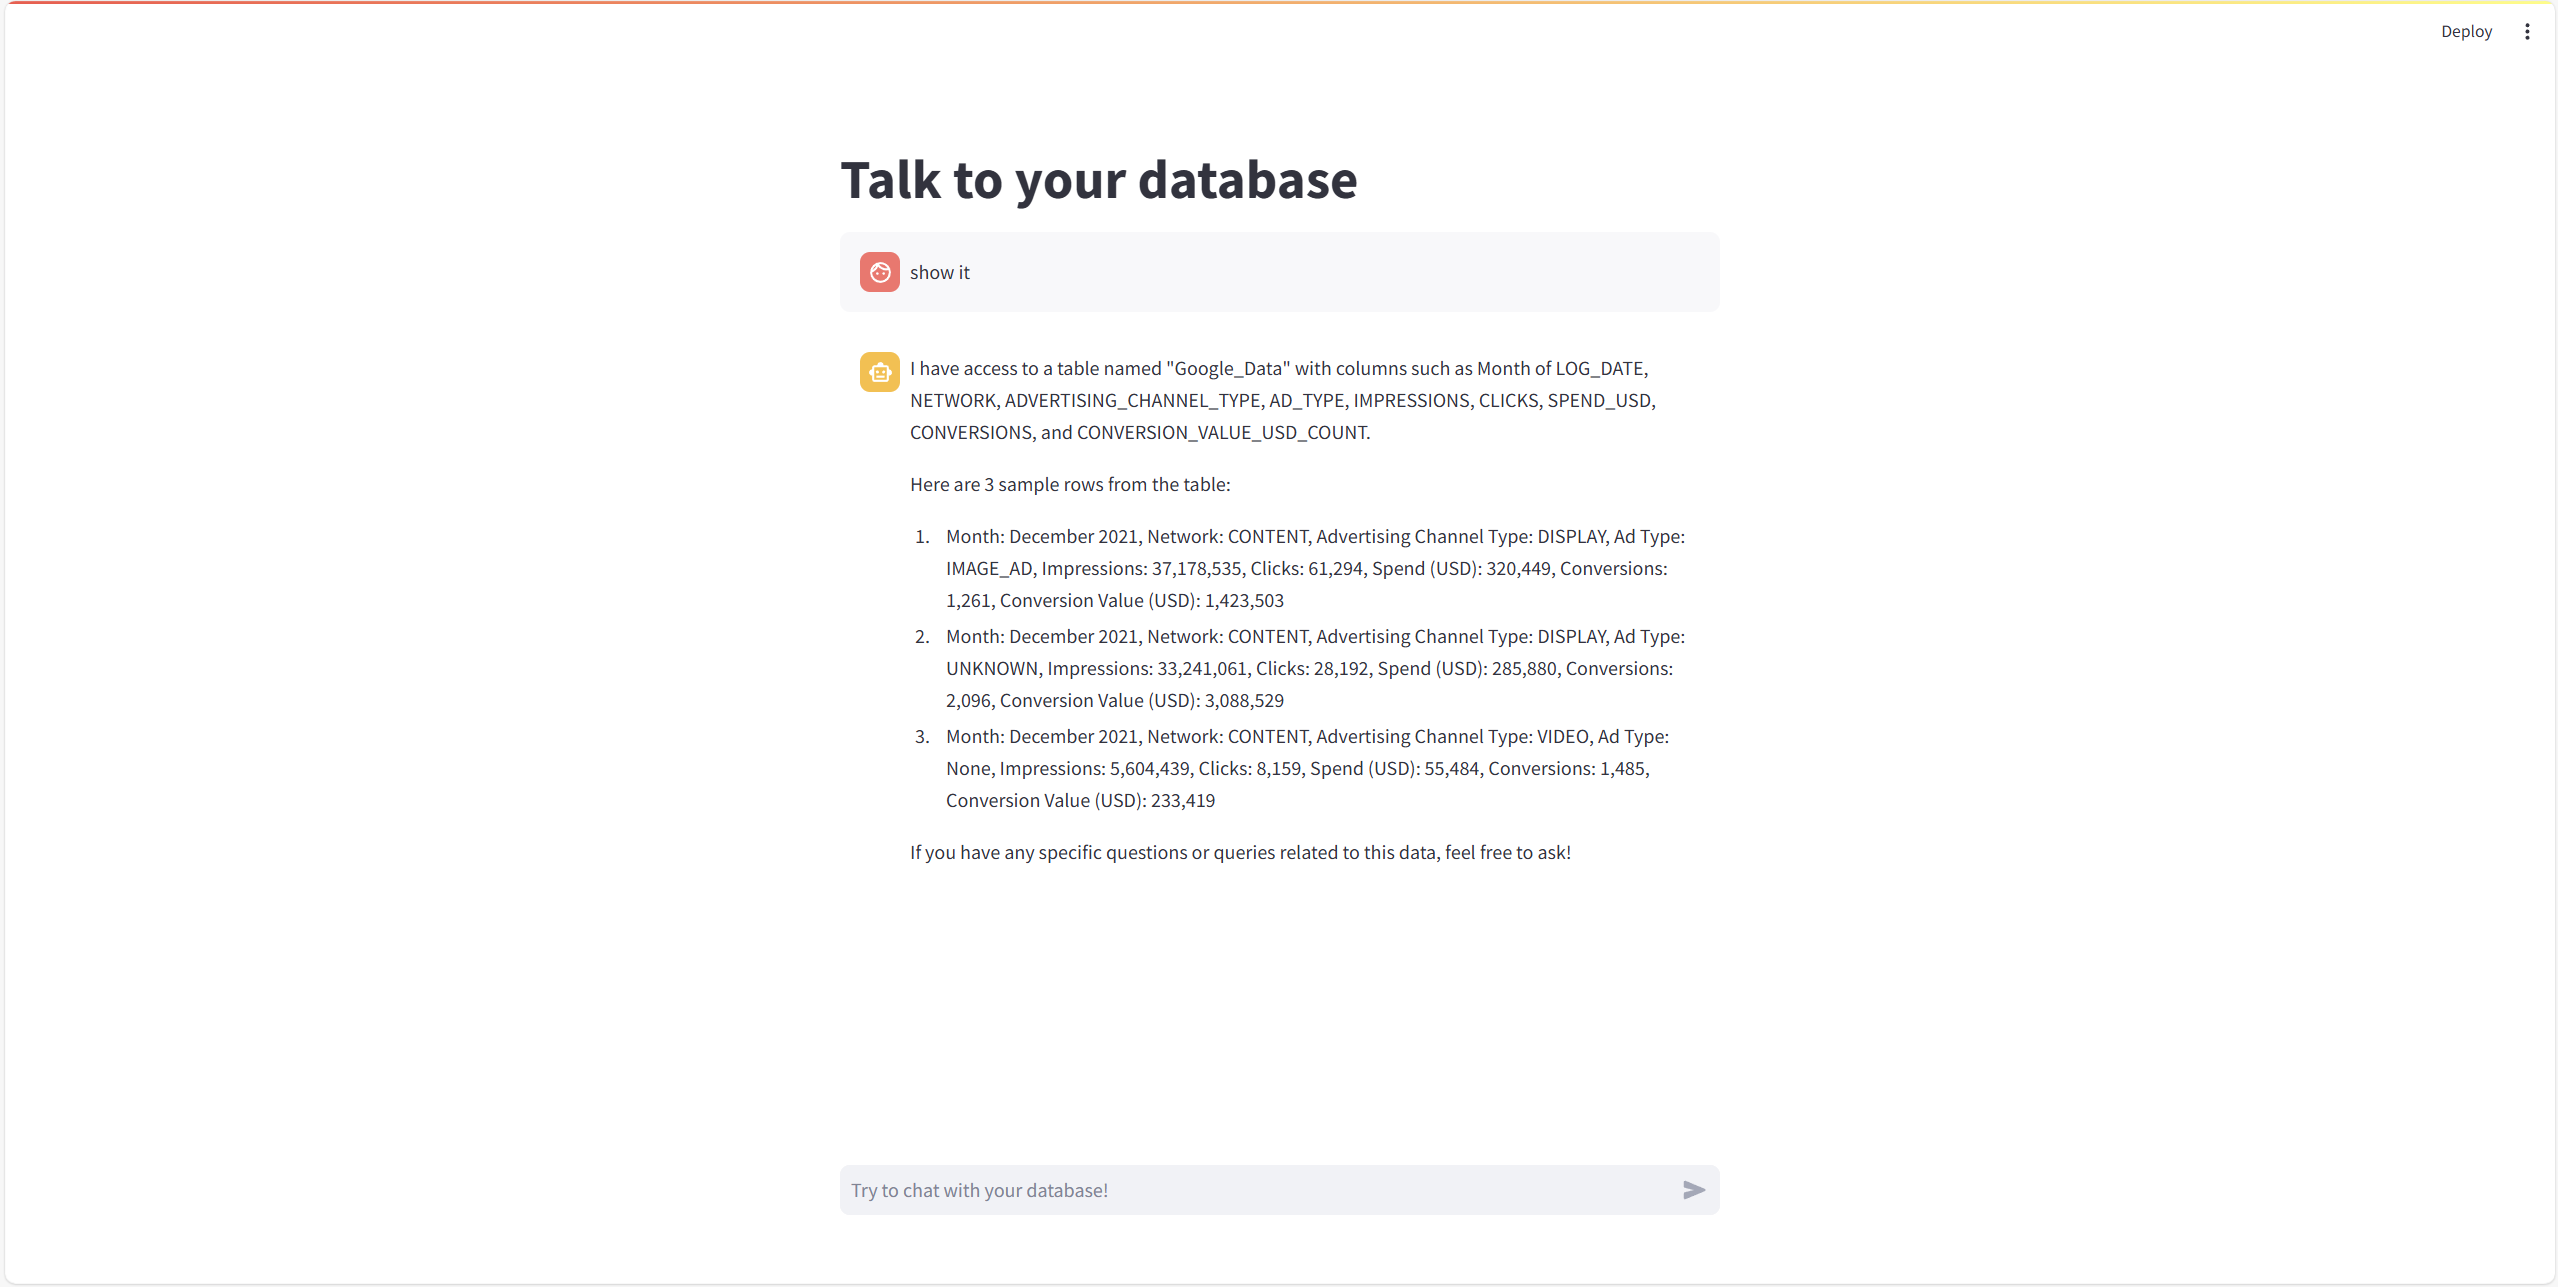 Deploy
Talk to your database
show it
I have access to a table named "Google_Data" with columns such as Month of LOG_DATE,
NETWORK, ADVERTISING_CHANNEL_TYPE, AD_TYPE, IMPRESSIONS, CLICKS, SPEND_USD,
CONVERSIONS, and CONVERSION_VALUE_USD_COUNT.
Here are 3 sample rows from the table:
1. Month: December 2021, Network: CONTENT, Advertising Channel Type: DISPLAY, Ad Type:
IMAGE_AD, Impressions: 37,178,535, Clicks: 61,294, Spend (USD): 320,449, Conversions:
1,261, Conversion Value (USD): 1,423,503
2. Month: December 2021, Network: CONTENT, Advertising Channel Type: DISPLAY, Ad Type:
UNKNOWN, Impressions: 33,241,061, Clicks: 28,192, Spend (USD): 285,880, Conversions:
2,096, Conversion Value (USD): 3,088,529
3. Month: December 2021, Network: CONTENT, Advertising Channel Type: VIDEO, Ad Type:
None, Impressions: 5,604,439, Clicks: 8,159, Spend (USD): 55,484, Conversions: 1,485,
Conversion Value (USD): 233,419
If you have any specific questions or queries related to this data, feel free to ask!
Try to chat with your database!